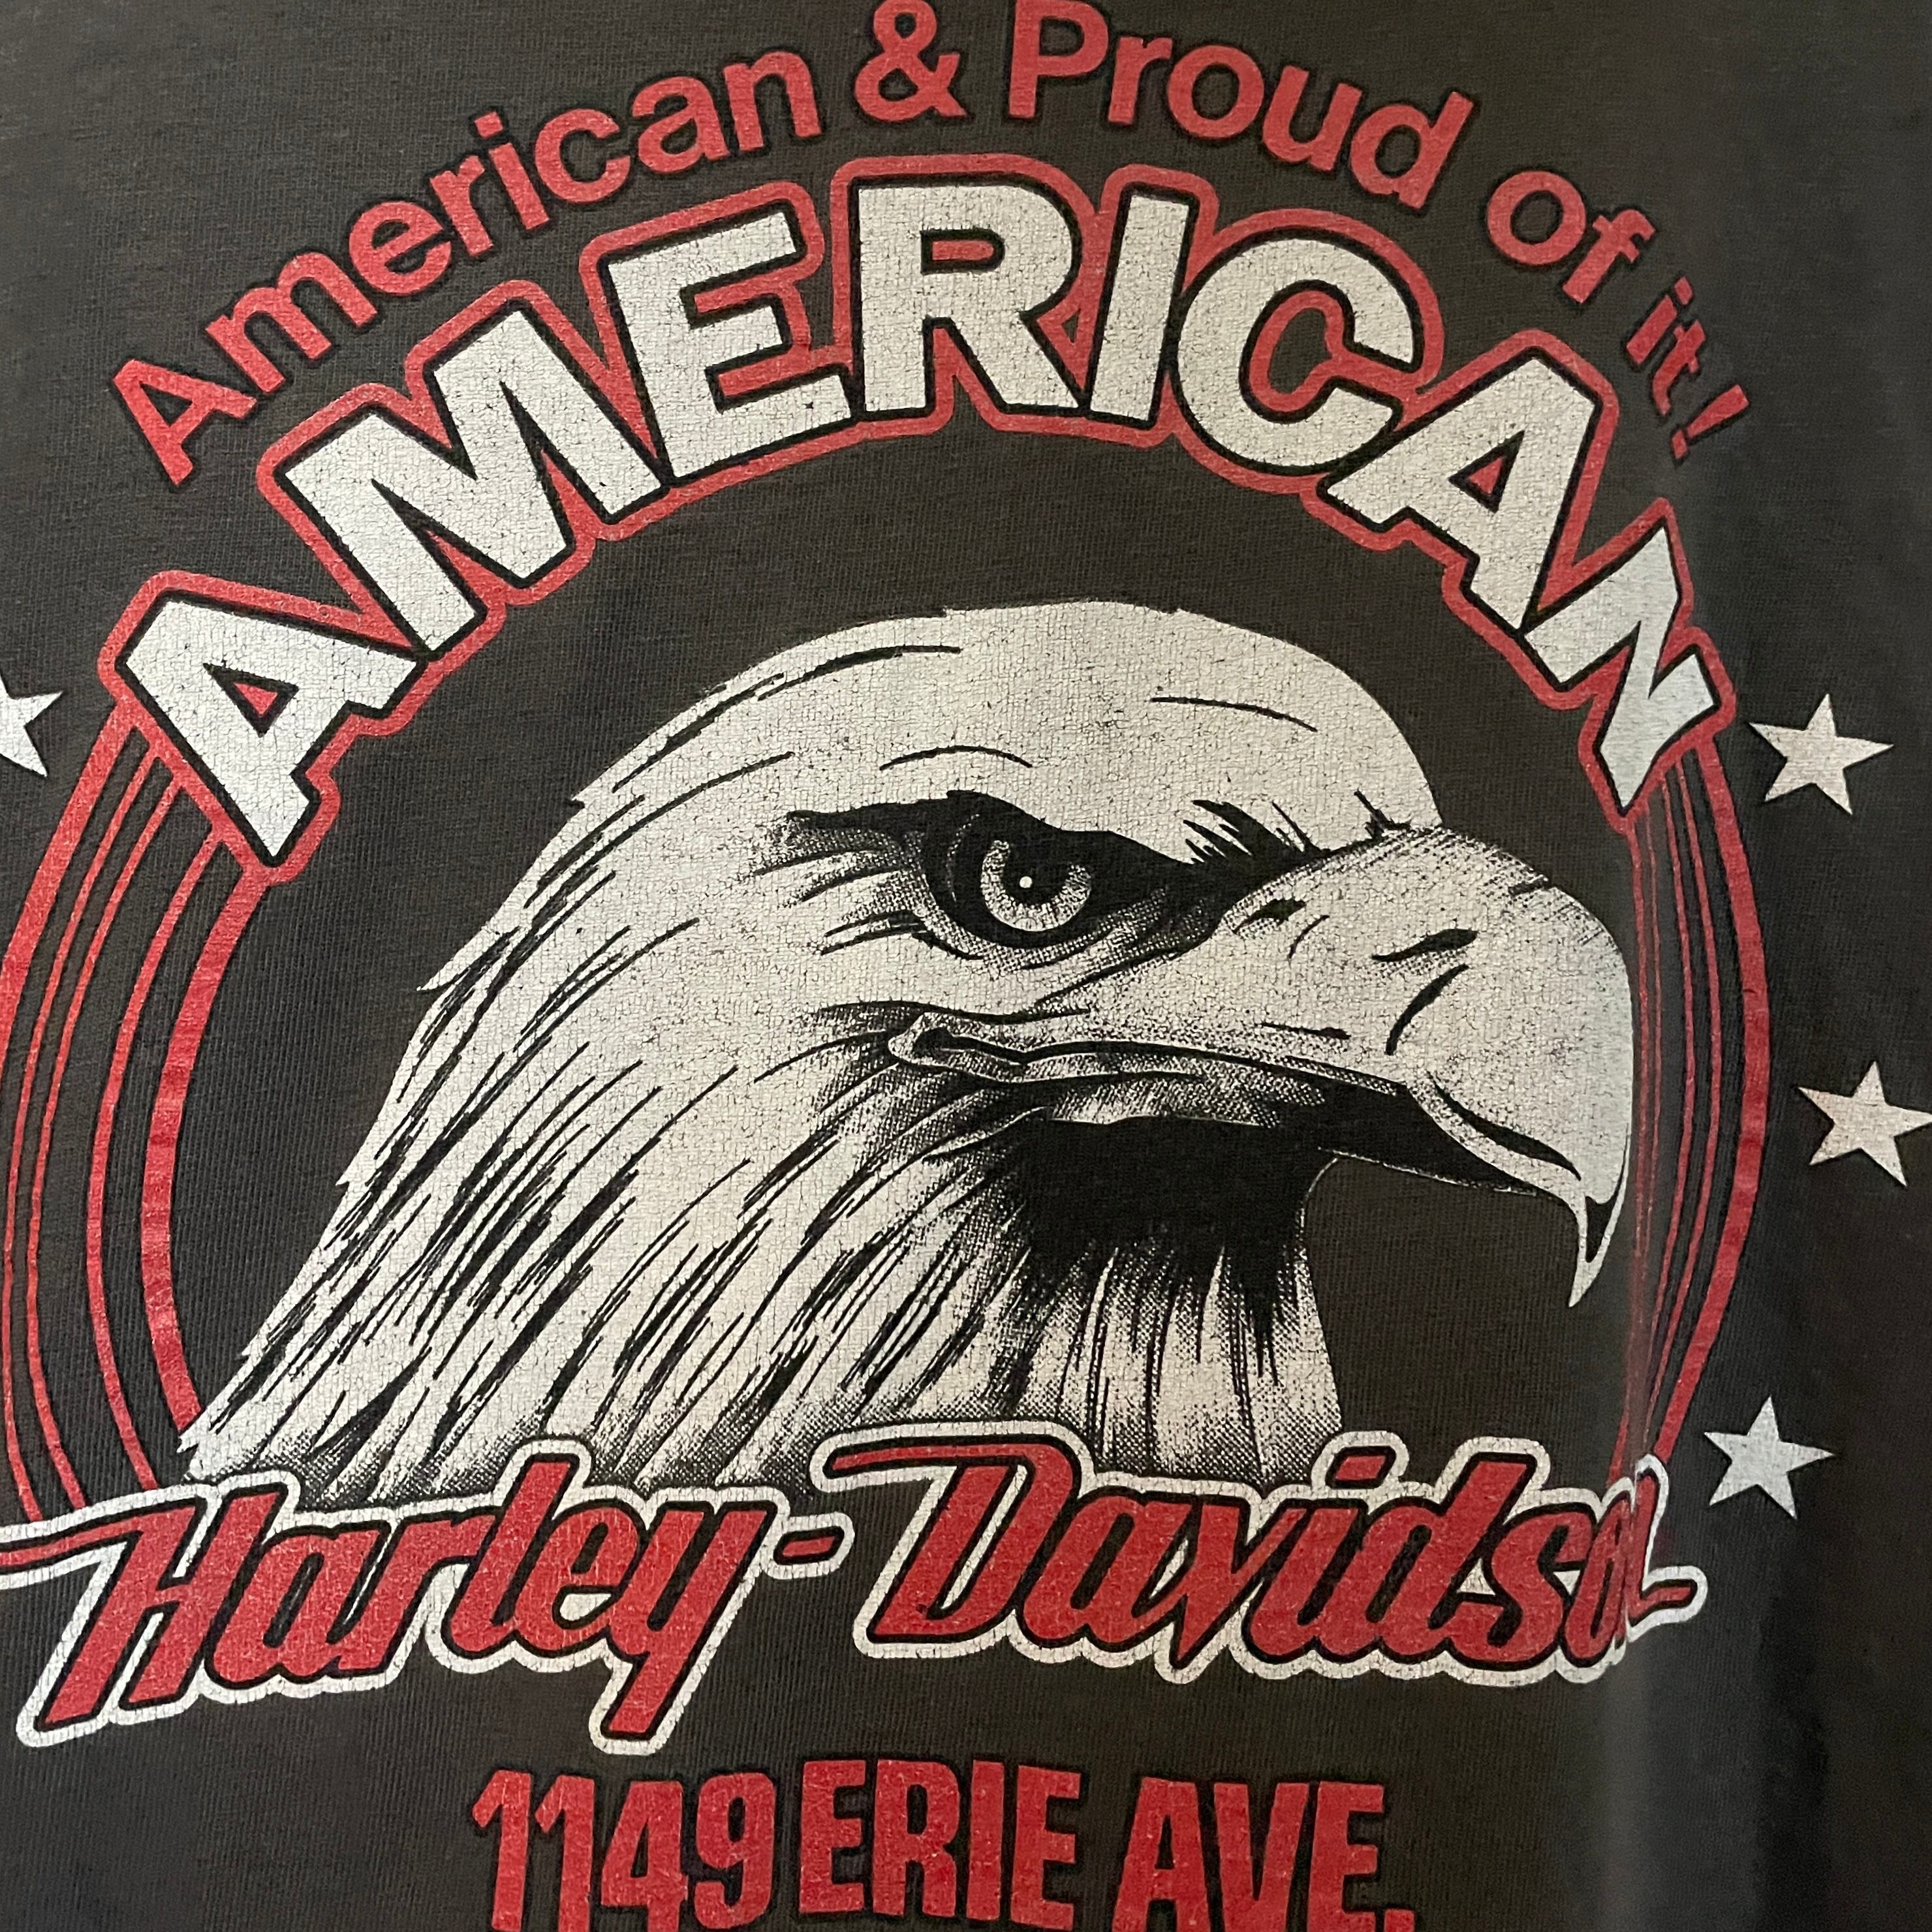 American & Proud of it!
AMERICAN
Harley-Davidson
1149 ERIE AVE.